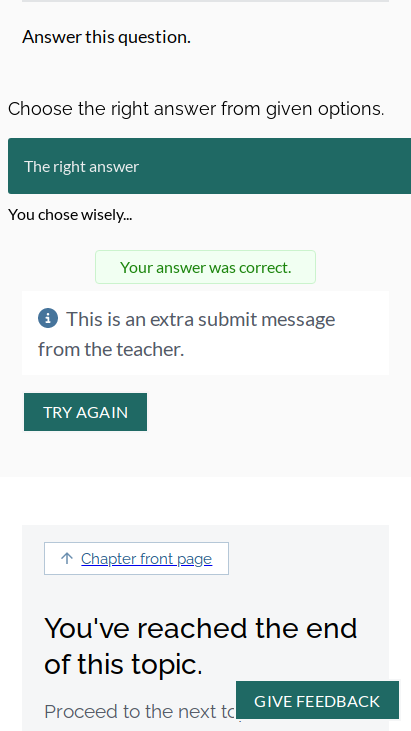 Answer this question.
Choose the right answer from given options.
The right answer
You chose wisely...
Your answer was correct.
This is an extra submit message
from the teacher.
TRY AGAIN
Chapter front page
You've reached the end
of this topic.
Proceed to the next
GIVE FEEDBACK